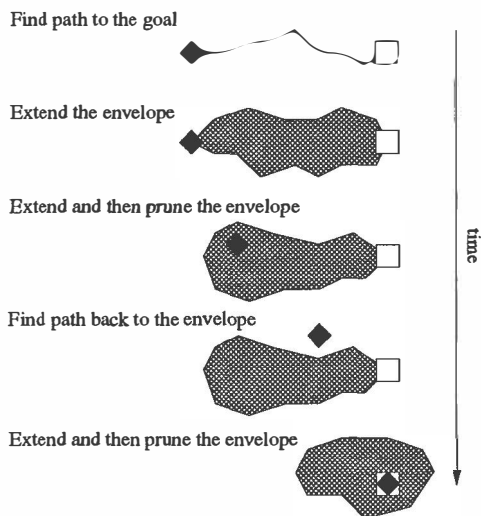 Find path to the goal
Extend the envelope
Extend and then prune the envelope
Find path back to the envelope
Extend and then prune the envelope
time